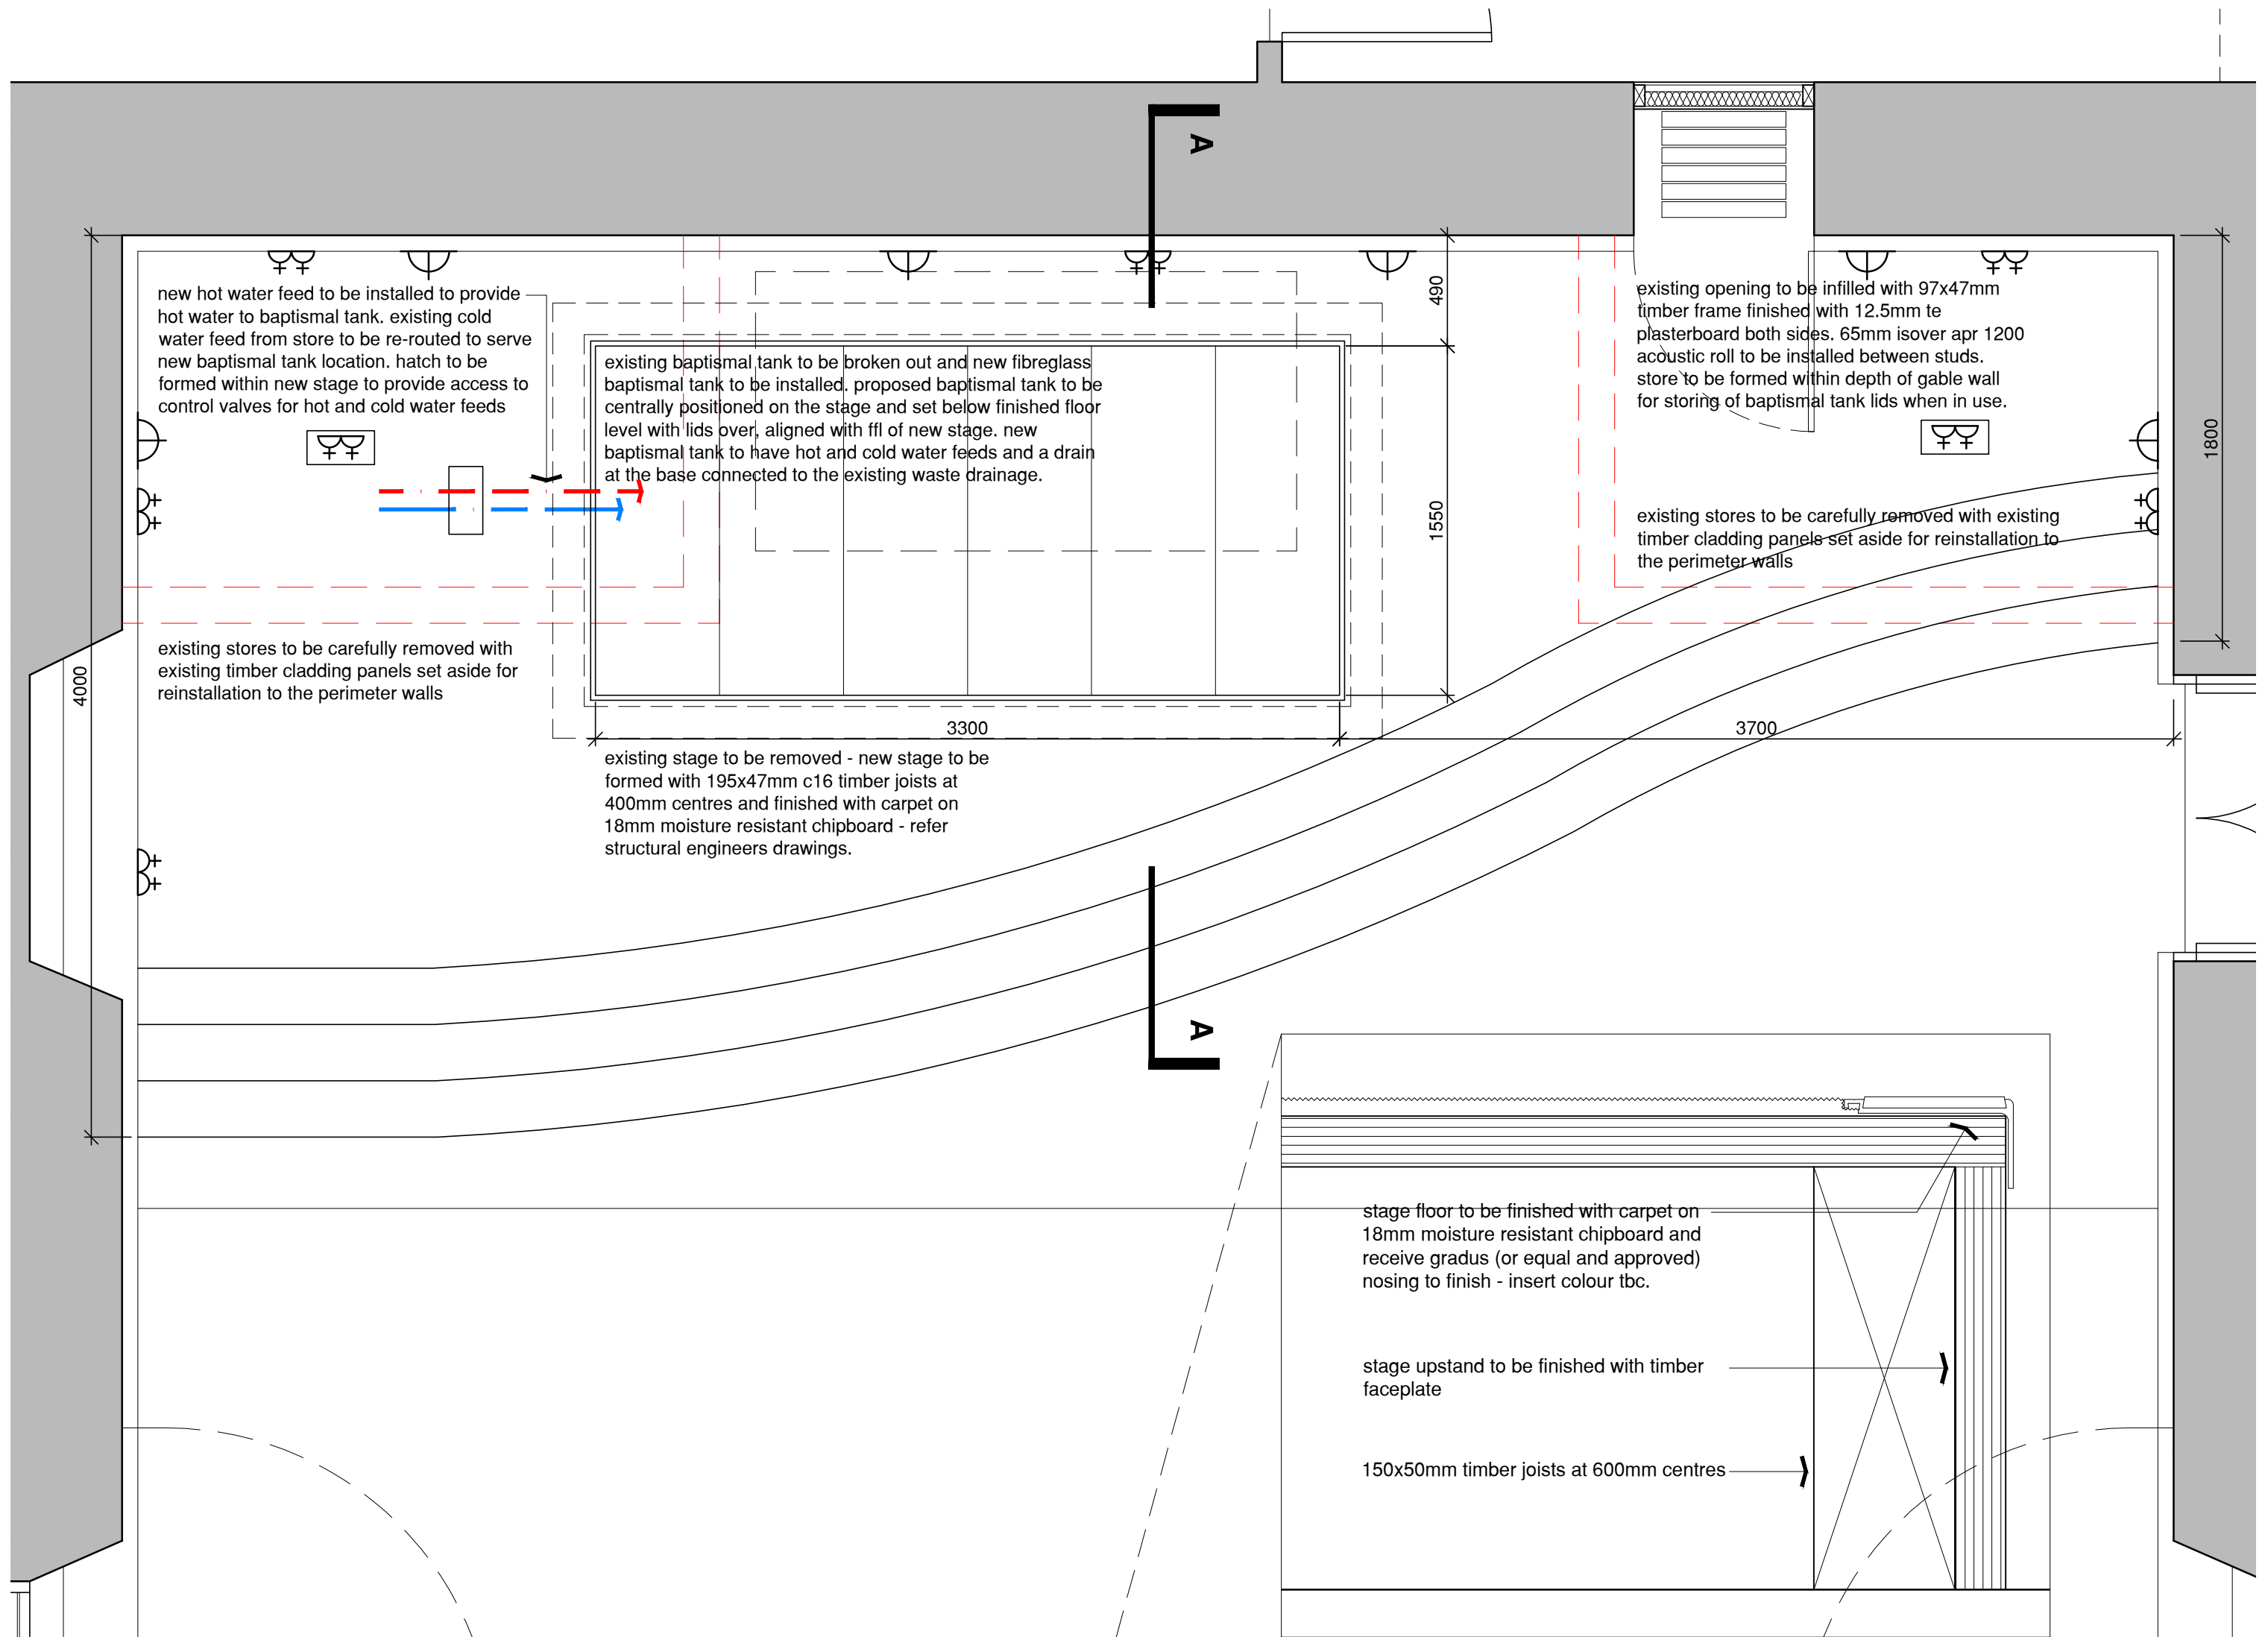 A
490
new hot water feed to be installed to provide
hot water to baptismal tank. existing cold
water feed from store to be re-routed to serve
new baptismal tank location. hatch to be
formed within new stage to provide access to
control valves for hot and cold water feeds
existing baptismal tank to be broken out and new fibreglass
baptismal tank to be installed. proposed baptismal tank to be
centrally positioned on the stage and set below finished floor
level with lids over, aligned with ffl of new stage. new
baptismal tank to have hot and cold water feeds and a drain
at the base connected to the existing waste drainage.
existing opening to be infilled with 97x47mm
timber frame finished with 12.5mm te
plasterboard both sides. 65mm isover apr 1200
acoustic roll to be installed between studs.
store to be formed within depth of gable wall
for storing of baptismal tank lids when in use.
1800
1550
existing stores to be carefully removed with existing
timber cladding panels set aside for reinstallation to
the perimeter walls
4000
existing stores to be carefully removed with
existing timber cladding panels set aside for
reinstallation to the perimeter walls
3300
3700
existing stage to be removed - new stage to be
formed with 195x47mm c16 timber joists at
400mm centres and finished with carpet on
18mm moisture resistant chipboard - refer
structural engineers drawings.
A
stage floor to be finished with carpet on
18mm moisture resistant chipboard and
receive gradus (or equal and approved)
nosing to finish - insert colour tbc.
stage upstand to be finished with timber
faceplate
150x50mm timber joists at 600mm centres